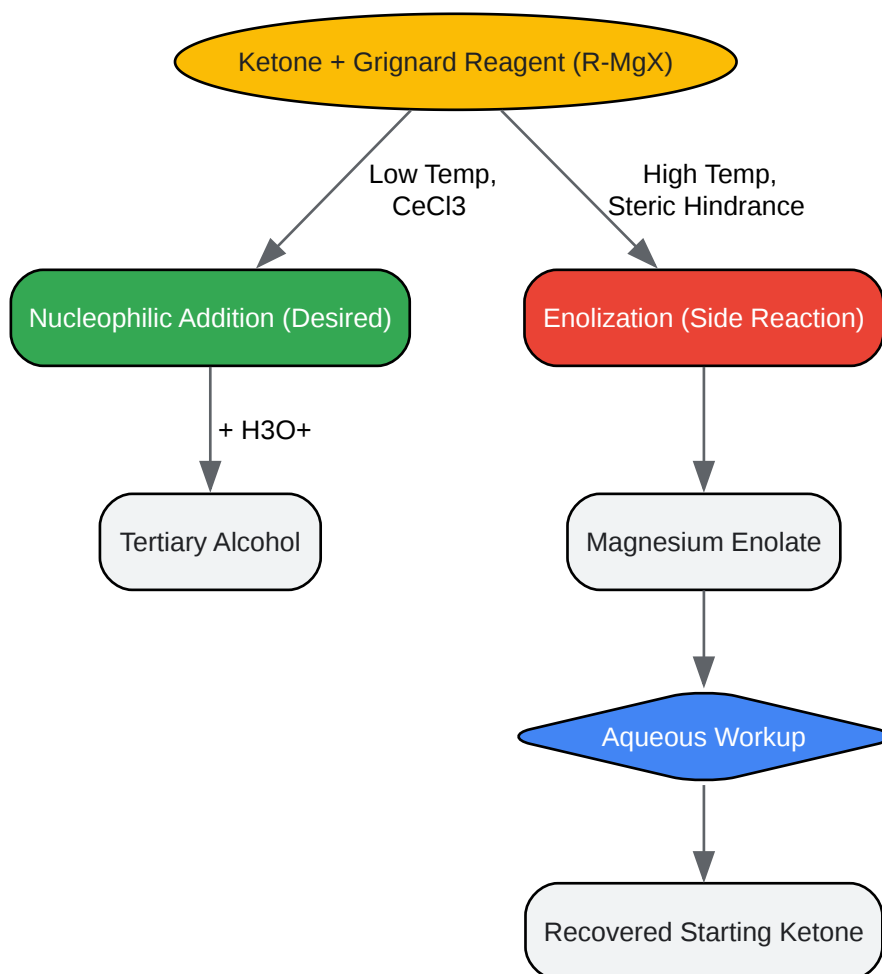 Ketone + Grignard Reagent (R-MgX)
Low Temp,
CeCl3
High Temp,
Steric Hindrance
Nucleophilic Addition (Desired)
Enolization (Side Reaction)
+ H3O+
Tertiary Alcohol
Magnesium Enolate
Aqueous Workup
Recovered Starting Ketone